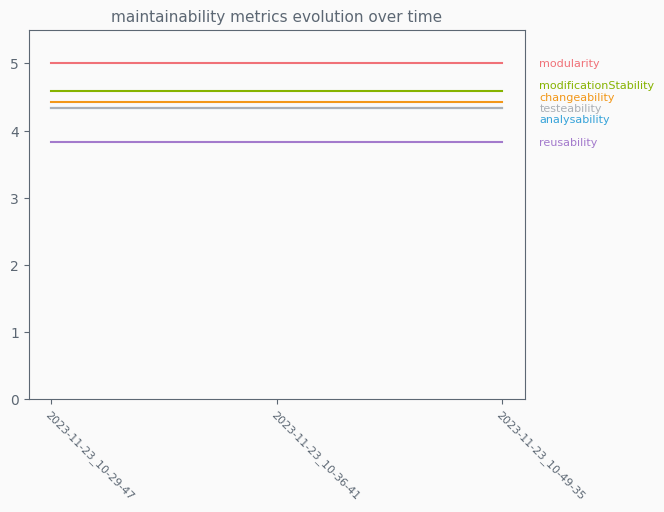 maintainability metrics evolution over time
5
4
3
2
1
0
modularity
modificationStability
changeability
testeability
analysability
reusability
2023-11-23_10-29-47
2023-11-23_10-36-41
2023-11-23_10-49-35